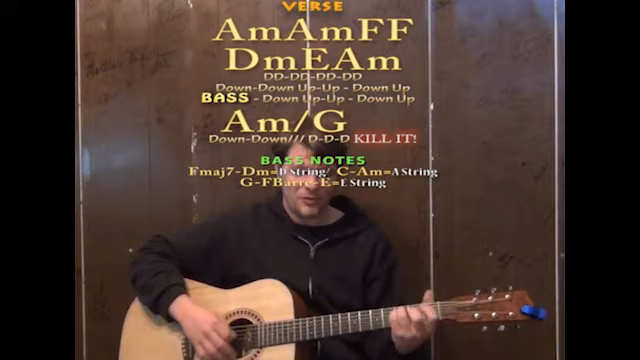 VERSE
AmAmFF
DmEAm
DD-DD-DD-DD
Down-Down Up-Up - Down Up
BASS - Down Up-Up - Down Up
Am/G
Down-Down/// D-D-D KILL IT!
BASS NOTES
Fmaj7-Dm=D String/ C-Am=A String
G-FBarre-E=E String